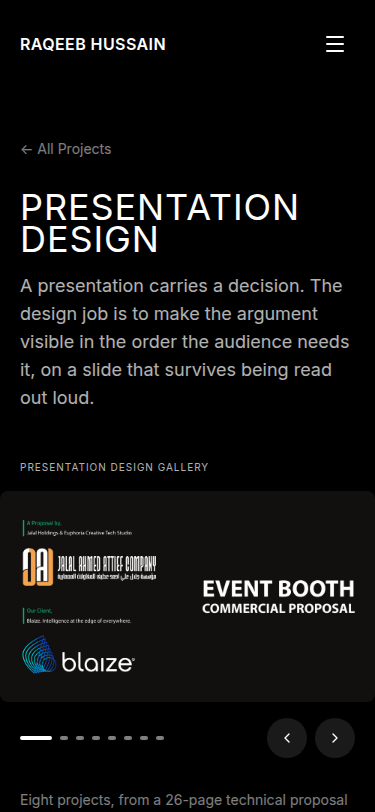 RAQEEB HUSSAIN
← All Projects
PRESENTATION
DESIGN
A presentation carries a decision. The
design job is to make the argument
visible in the order the audience needs
it, on a slide that survives being read
out loud.
PRESENTATION DESIGN GALLERY
A Proposal by,
Jalal Holdings & Euphoria Creative Tech Studio
JALAL AHMED ATTIEF COMPANY
Our Client,
Blaize. Intelligence at the edge of everywhere.
blaize
EVENT BOOTH
COMMERCIAL PROPOSAL
Eight projects, from a 26-page technical proposal